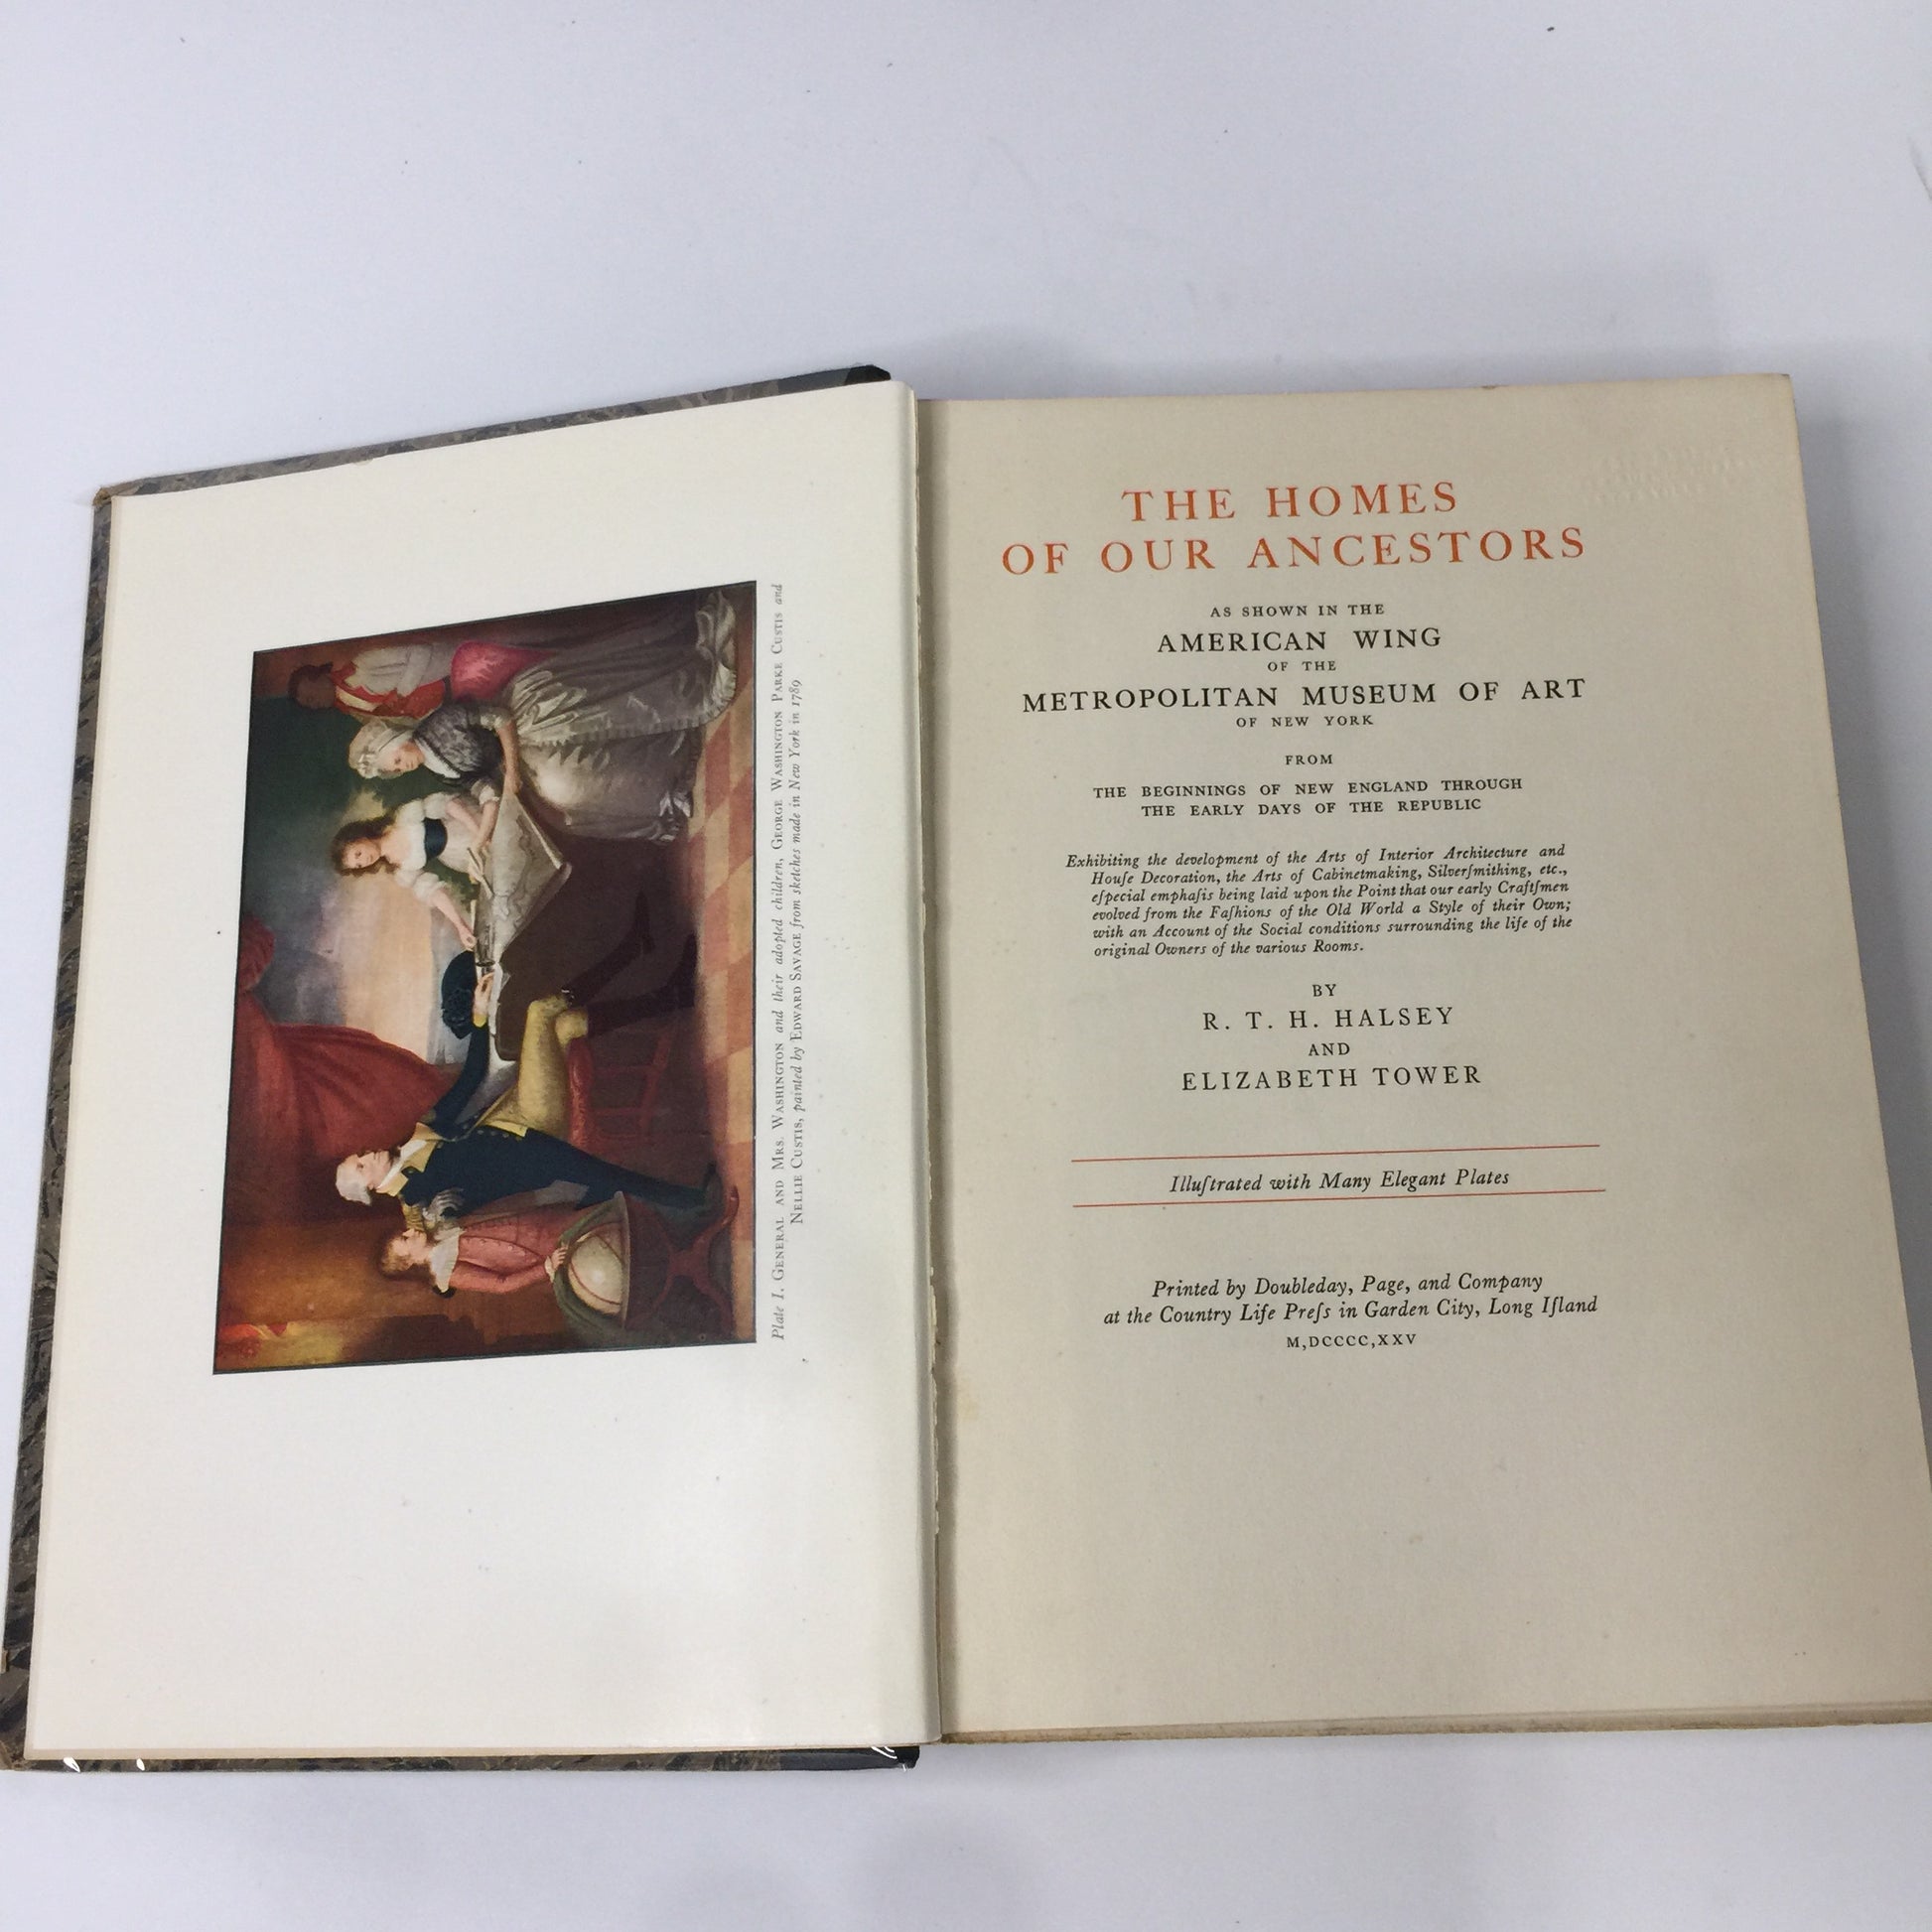 Plate I. General and Mrs. Washington and their adopted children, George Washington Parke Custis and
Nellie Custis, painted by Edward Savage from sketches made in New York in 1789
THE HOMES
OF OUR ANCESTORS
AS SHOWN IN THE
AMERICAN WING
OF THE
METROPOLITAN MUSEUM OF ART
OF NEW YORK
FROM
THE BEGINNINGS OF NEW ENGLAND THROUGH
THE EARLY DAYS OF THE REPUBLIC
Exhibiting the development of the Arts of Interior Architecture and
Houſe Decoration, the Arts of Cabinetmaking, Silverſmithing, etc.,
eſpecial emphaſis being laid upon the Point that our early Craftſmen
evolved from the Faſhions of the Old World a Style of their Own;
with an Account of the Social conditions surrounding the life of the
original Owners of the various Rooms.
BY
R. T. H. HALSEY
AND
ELIZABETH TOWER
Illuſtrated with Many Elegant Plates
Printed by Doubleday, Page, and Company
at the Country Life Preſs in Garden City, Long Iſland
M,DCCCC,XXV